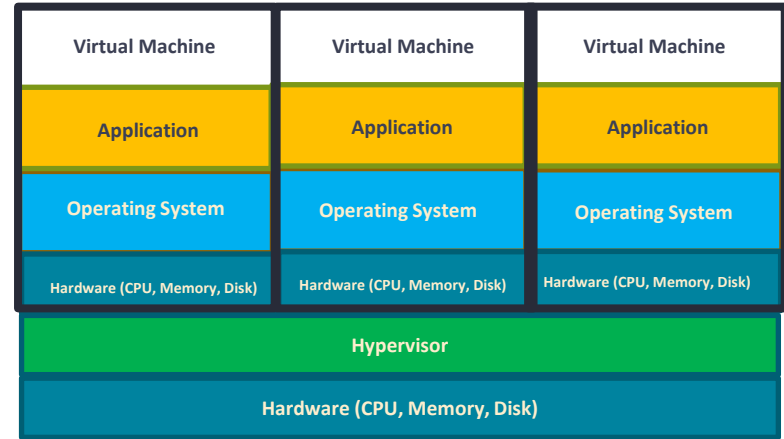 Virtual Machine
Virtual Machine
Virtual Machine
Application
Application
Application
Operating System
Operating System
Operating System
Hardware (CPU, Memory, Disk)
Hardware (CPU, Memory, Disk)
Hardware (CPU, Memory, Disk)
Hypervisor
Hardware (CPU, Memory, Disk)